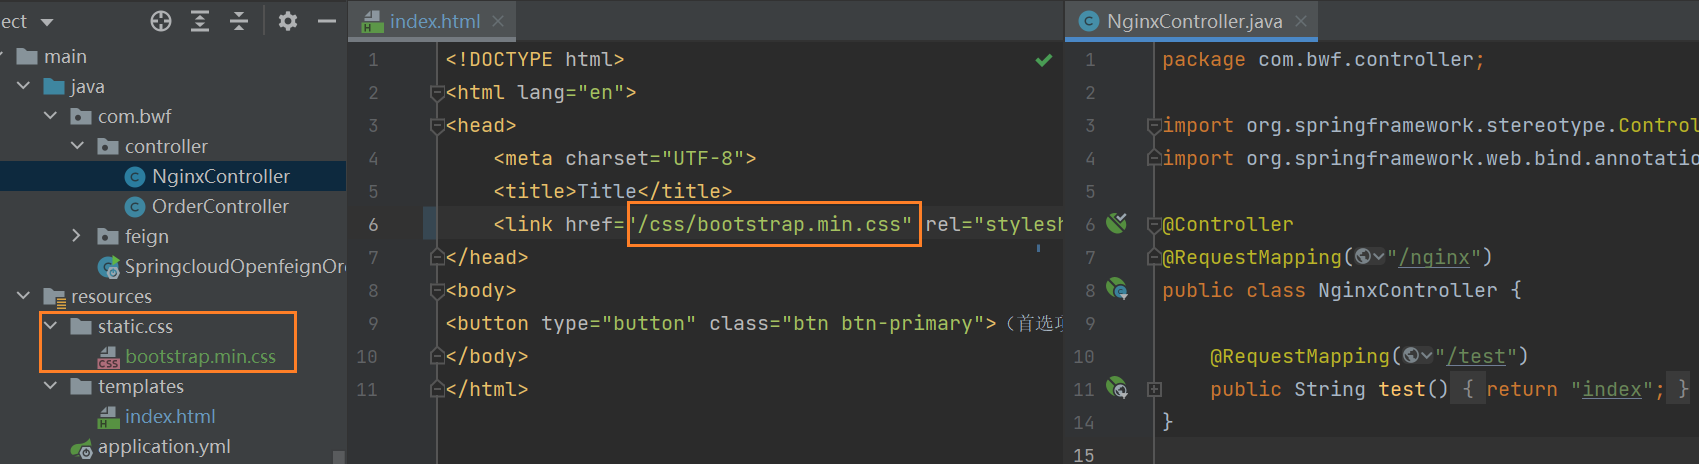 ect
main
java
com.bwf
controller
NginxController
OrderController
feign
SpringcloudOpenfeignOr
resources
static.css
bootstrap.min.css
templates
index.html
application.yml
index.html
1 <!DOCTYPE html>
2 <html lang="en">
3 <head>
4 <meta charset="UTF-8">
5 <title>Title</title>
6 <link href="/css/bootstrap.min.css" rel="stylesh
7 </head>
8 <body>
9 <button type="button" class="btn btn-primary">（首选项
10 </body>
11 </html>
NginxController.java
1 package com.bwf.controller;
2
3 import org.springframework.stereotype.Control
4 import org.springframework.web.bind.annotatio
5
6 @Controller
7 @RequestMapping("/nginx")
8 public class NginxController {
9
10 @RequestMapping("/test")
11 public String test() { return "index"; }
14 }
15